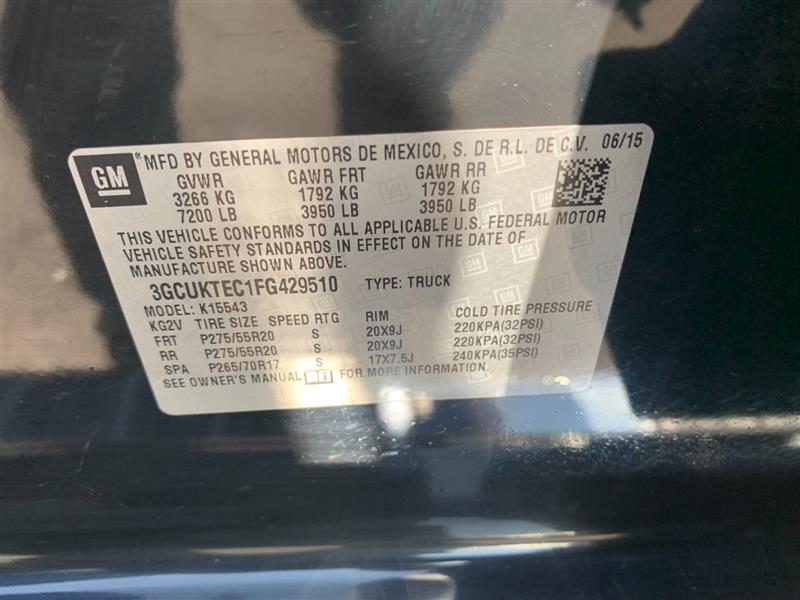 GM ® MFD BY GENERAL MOTORS DE MEXICO, S. DE R.L. DE C.V. 06/15
GVWR GAWR FRT GAWR RR
3266 KG 1792 KG 1792 KG
7200 LB 3950 LB 3950 LB
THIS VEHICLE CONFORMS TO ALL APPLICABLE U.S. FEDERAL MOTOR
VEHICLE SAFETY STANDARDS IN EFFECT ON THE DATE OF
MANUFACTURE SHOWN ABOVE.
3GCUKTEC1FG429510 TYPE: TRUCK
MODEL: K15543
KG2V TIRE SIZE SPEED RTG RIM COLD TIRE PRESSURE
FRT P275/55R20 S 20X9J 220KPA(32PSI)
RR P275/55R20 S 20X9J 220KPA(32PSI)
SPA P265/70R17 S 17X7.5J 240KPA(35PSI)
SEE OWNER'S MANUAL FOR MORE INFORMATION